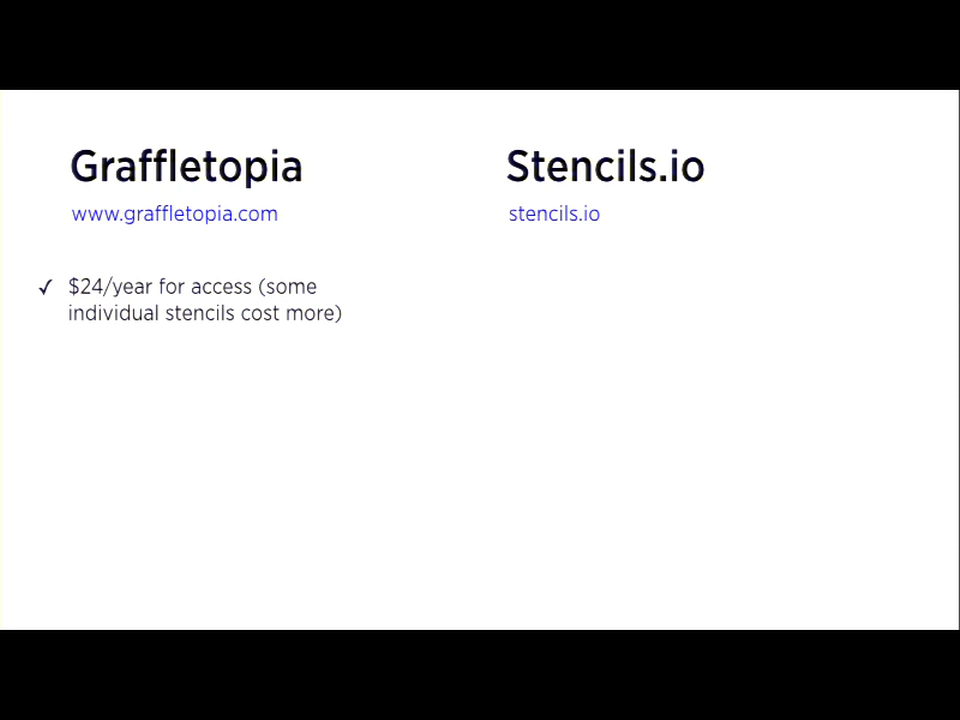 Graffletopia
www.graffletopia.com
✓ $24/year for access (some
individual stencils cost more)
Stencils.io
stencils.io